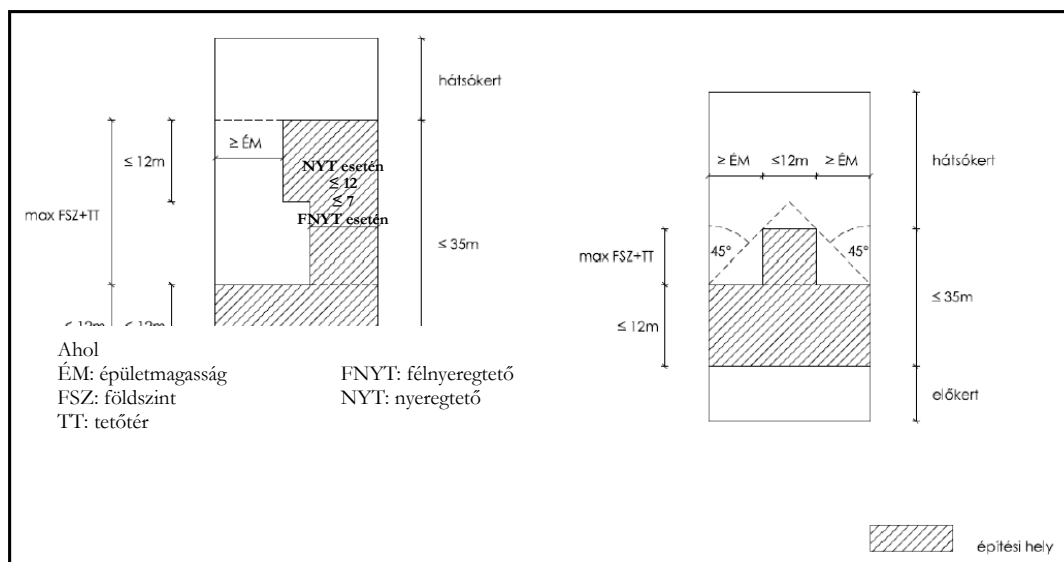 hátsókert
≥ ÉM
≤ 12m
NYT esetén
≤ 12
≤ 7
FNYT esetén
max FSZ+TT
≤ 35m
≤ 12m ≤ 12m
Ahol
ÉM: épületmagasság
FSZ: földszint
TT: tetőtér
FNYT: félnyeregtető
NYT: nyeregtető
≥ ÉM ≤12m ≥ ÉM
hátsókert
45° 45°
max FSZ+TT
≤ 35m
≤ 12m
előkert
építési hely